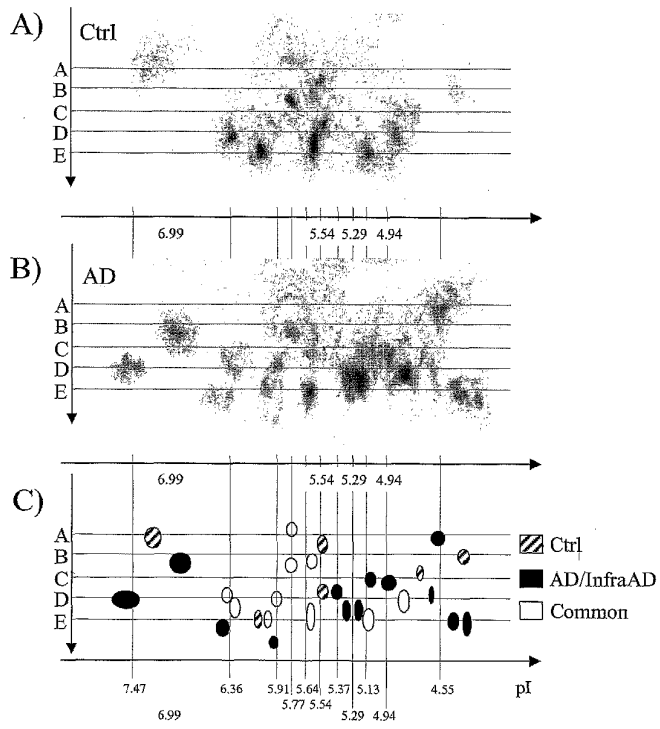 A)
Ctrl
A
B
C
D
E
6.99 5.54 5.29 4.94
B)
AD
A
B
C
D
E
6.99 5.54 5.29 4.94
C)
A
B
C
D
E
Ctrl
AD/InfraAD
Common
7.47 6.36 5.91 5.64 5.37 5.13 4.55 pI
5.77 5.54
5.29 4.94
6.99